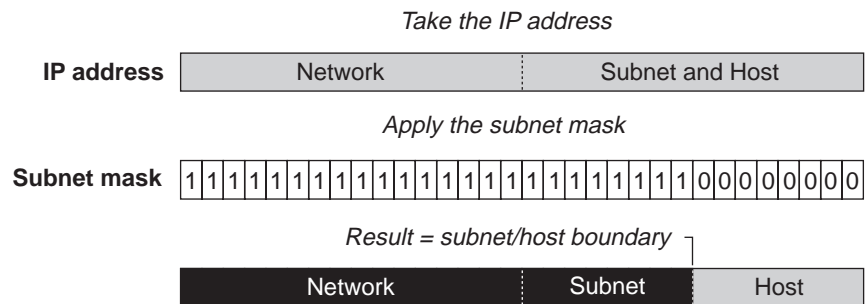 Take the IP address
IP address Network Subnet and Host
Apply the subnet mask
Subnet mask 1 1 1 1 1 1 1 1 1 1 1 1 1 1 1 1 1 1 1 1 1 1 1 1 0 0 0 0 0 0 0 0
Result = subnet/host boundary
Network Subnet Host